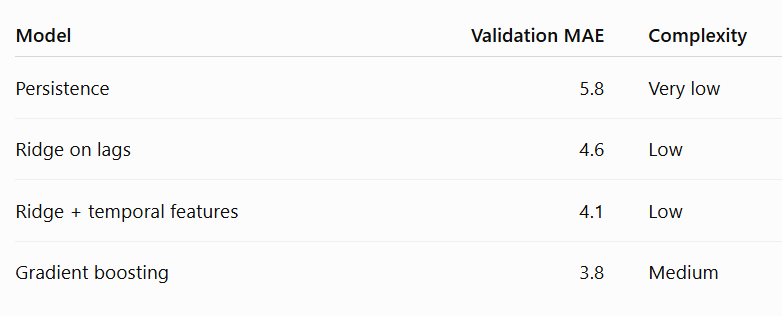 Model Validation MAE Complexity
Persistence 5.8 Very low
Ridge on lags 4.6 Low
Ridge + temporal features 4.1 Low
Gradient boosting 3.8 Medium